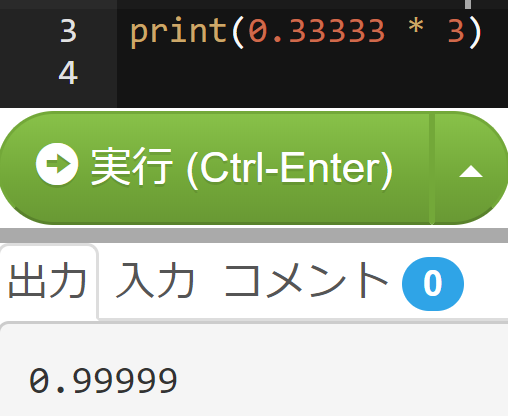 3 print(0.33333 * 3)
4
実行 (Ctrl-Enter)
出力 入力 コメント 0
0.99999